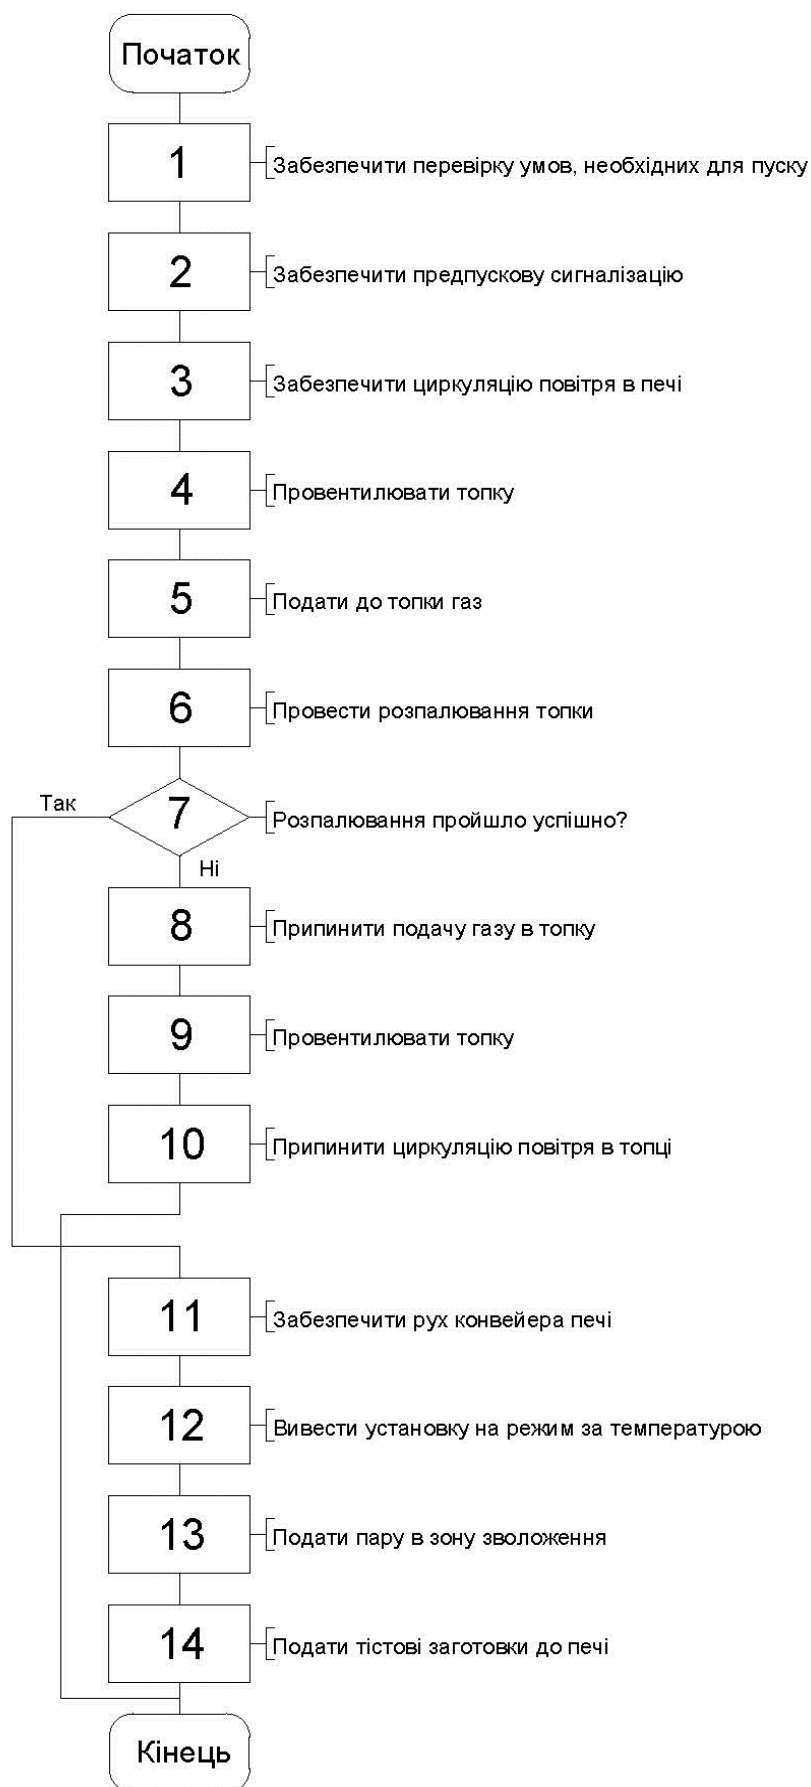 Початок
1
Забезпечити перевірку умов, необхідних для пуску
2
Забезпечити предпускову сигналізацію
3
Забезпечити циркуляцію повітря в печі
4
Провентилювати топку
5
Подати до топки газ
6
Провести розпалювання топки
Так
7
Розпалювання пройшло успішно?
Ні
8
Припинити подачу газу в топку
9
Провентилювати топку
10
Припинити циркуляцію повітря в топці
11
Забезпечити рух конвейера печі
12
Вивести установку на режим за температурою
13
Подати пару в зону зволоження
14
Подати тістові заготовки до печі
Кінець